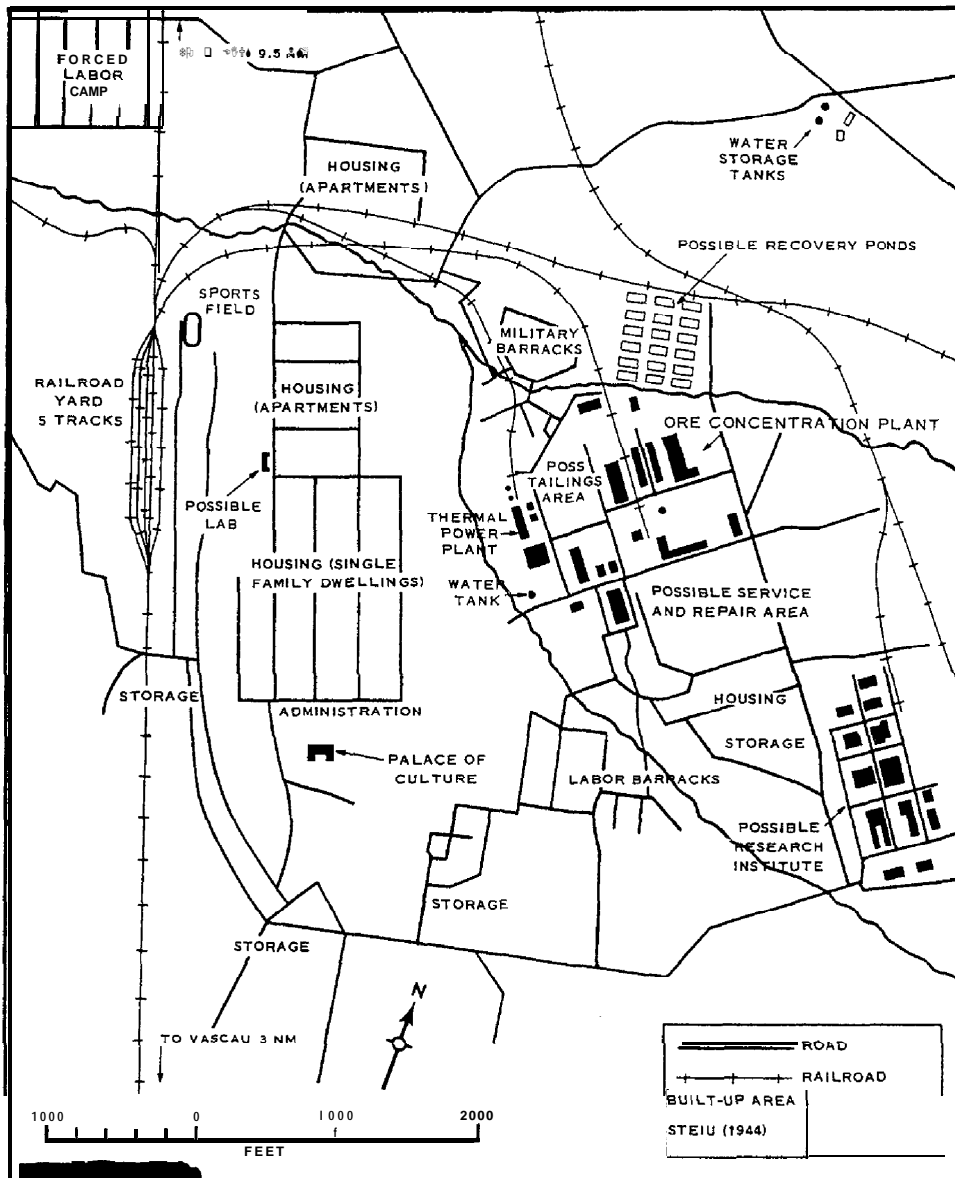 FORCED
LABOR
CAMP
9.5
HOUSING
(APARTMENTS)
WATER
STORAGE
TANKS
POSSIBLE RECOVERY PONDS
SPORTS
FIELD
MILITARY
BARRACKS
RAILROAD
YARD
5 TRACKS
HOUSING
(APARTMENTS)
ORE CONCENTRATION PLANT
POSS
TAILINGS
AREA
POSSIBLE
LAB
THERMAL
POWER
PLANT
HOUSING (SINGLE
FAMILY DWELLINGS)
WATER
TANK
POSSIBLE SERVICE
AND REPAIR AREA
STORAGE
HOUSING
ADMINISTRATION
STORAGE
PALACE OF
CULTURE
LABOR BARRACKS
POSSIBLE
RESEARCH
INSTITUTE
STORAGE
STORAGE
N
TO VASCAU 3 NM
ROAD
RAILROAD
BUILT-UP AREA
STEIU (1944)
1000 0 1000 2000
FEET